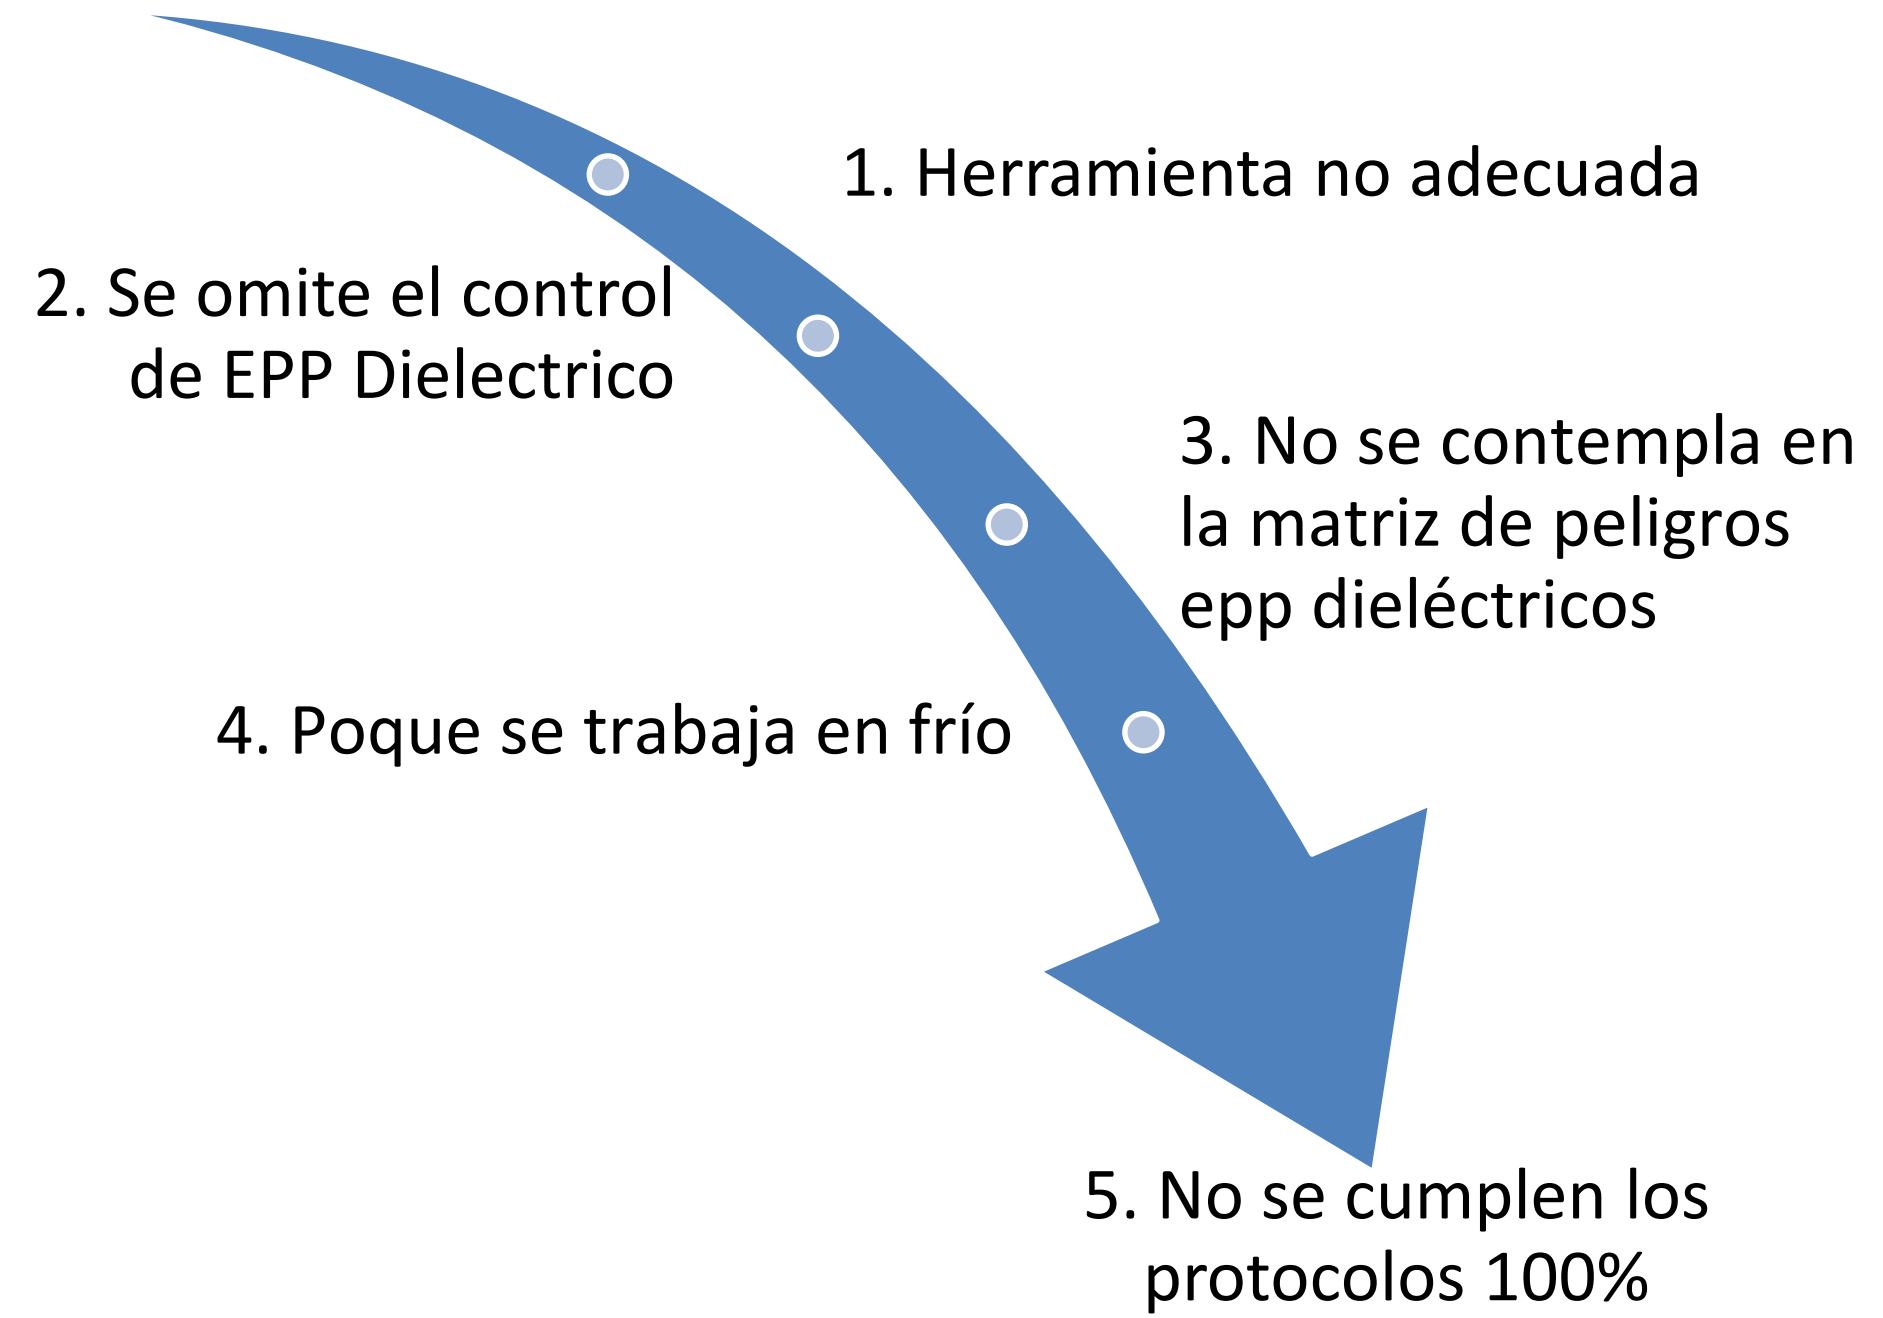 1. Herramienta no adecuada
2. Se omite el control
de EPP Dielectrico
3. No se contempla en
la matriz de peligros
epp dieléctricos
4. Poque se trabaja en frío
5. No se cumplen los
protocolos 100%